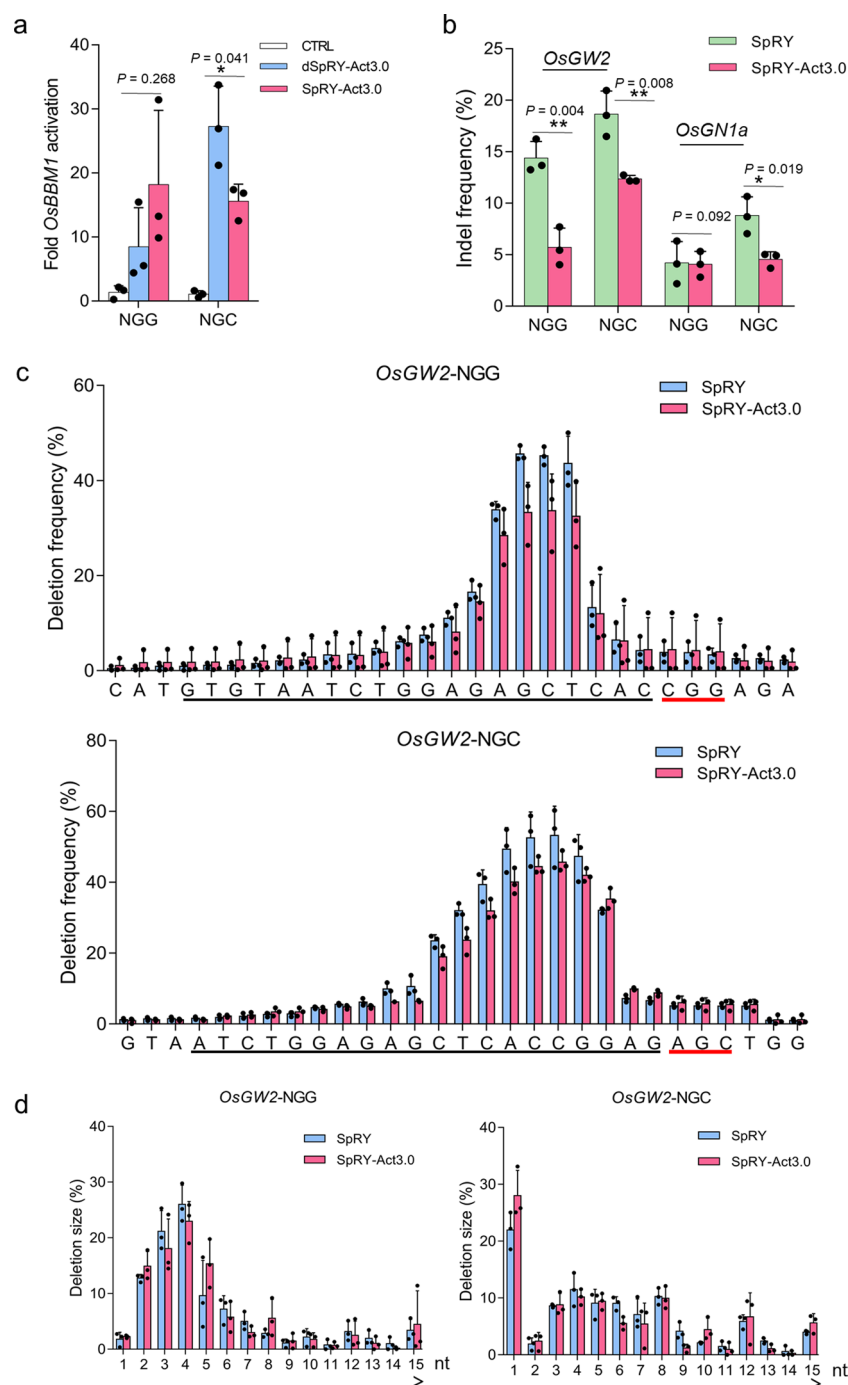 a
Fold OsBBM1 activation
50
40
30
20
10
0
CTRL
dSpRY-Act3.0
SpRY-Act3.0
P = 0.268
P = 0.041
*
NGG NGC
b
Indel frequency (%)
25
20
15
10
5
0
SpRY
SpRY-Act3.0
OsGW2
P = 0.008
P = 0.004
**
**
OsGN1a
P = 0.019
*
P = 0.092
NGG NGC NGG NGC
c
OsGW2-NGG
Deletion frequency (%)
60
40
20
0
SpRY
SpRY-Act3.0
C A T G T G T A A T C T G G A G A G C T C A C C G G A G A
OsGW2-NGC
Deletion frequency (%)
80
60
40
20
0
SpRY
SpRY-Act3.0
G T A A T C T G G A G A G C T C A C C G G A G A G C T G G
d
OsGW2-NGG
Deletion size (%)
40
30
20
10
0
SpRY
SpRY-Act3.0
1 2 3 4 5 6 7 8 9 10 11 12 13 14 15 nt
>
OsGW2-NGC
Deletion size (%)
40
30
20
10
0
SpRY
SpRY-Act3.0
1 2 3 4 5 6 7 8 9 10 11 12 13 14 15 nt
>